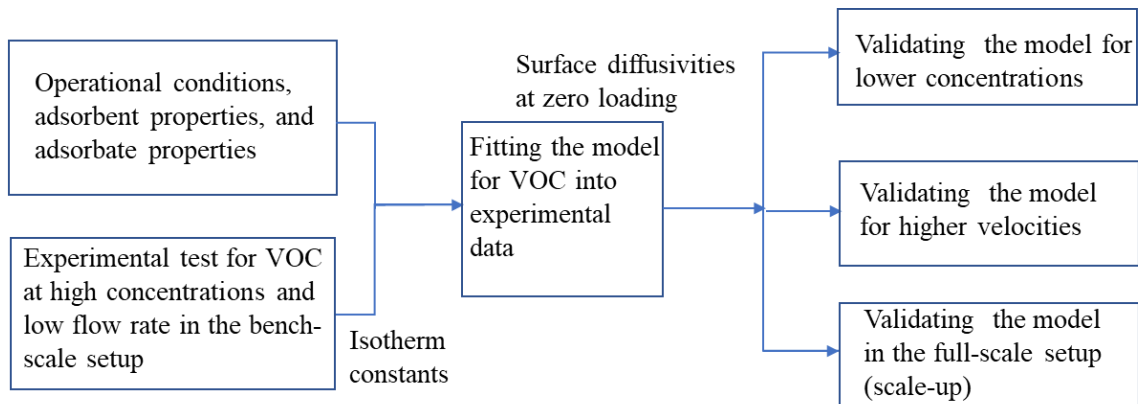 Operational conditions,
adsorbent properties, and
adsorbate properties
Experimental test for VOC
at high concentrations and
low flow rate in the bench-
scale setup
Isotherm
constants
Surface diffusivities
at zero loading
Fitting the model
for VOC into
experimental
data
Validating the model for
lower concentrations
Validating the model
for higher velocities
Validating the model
in the full-scale setup
(scale-up)